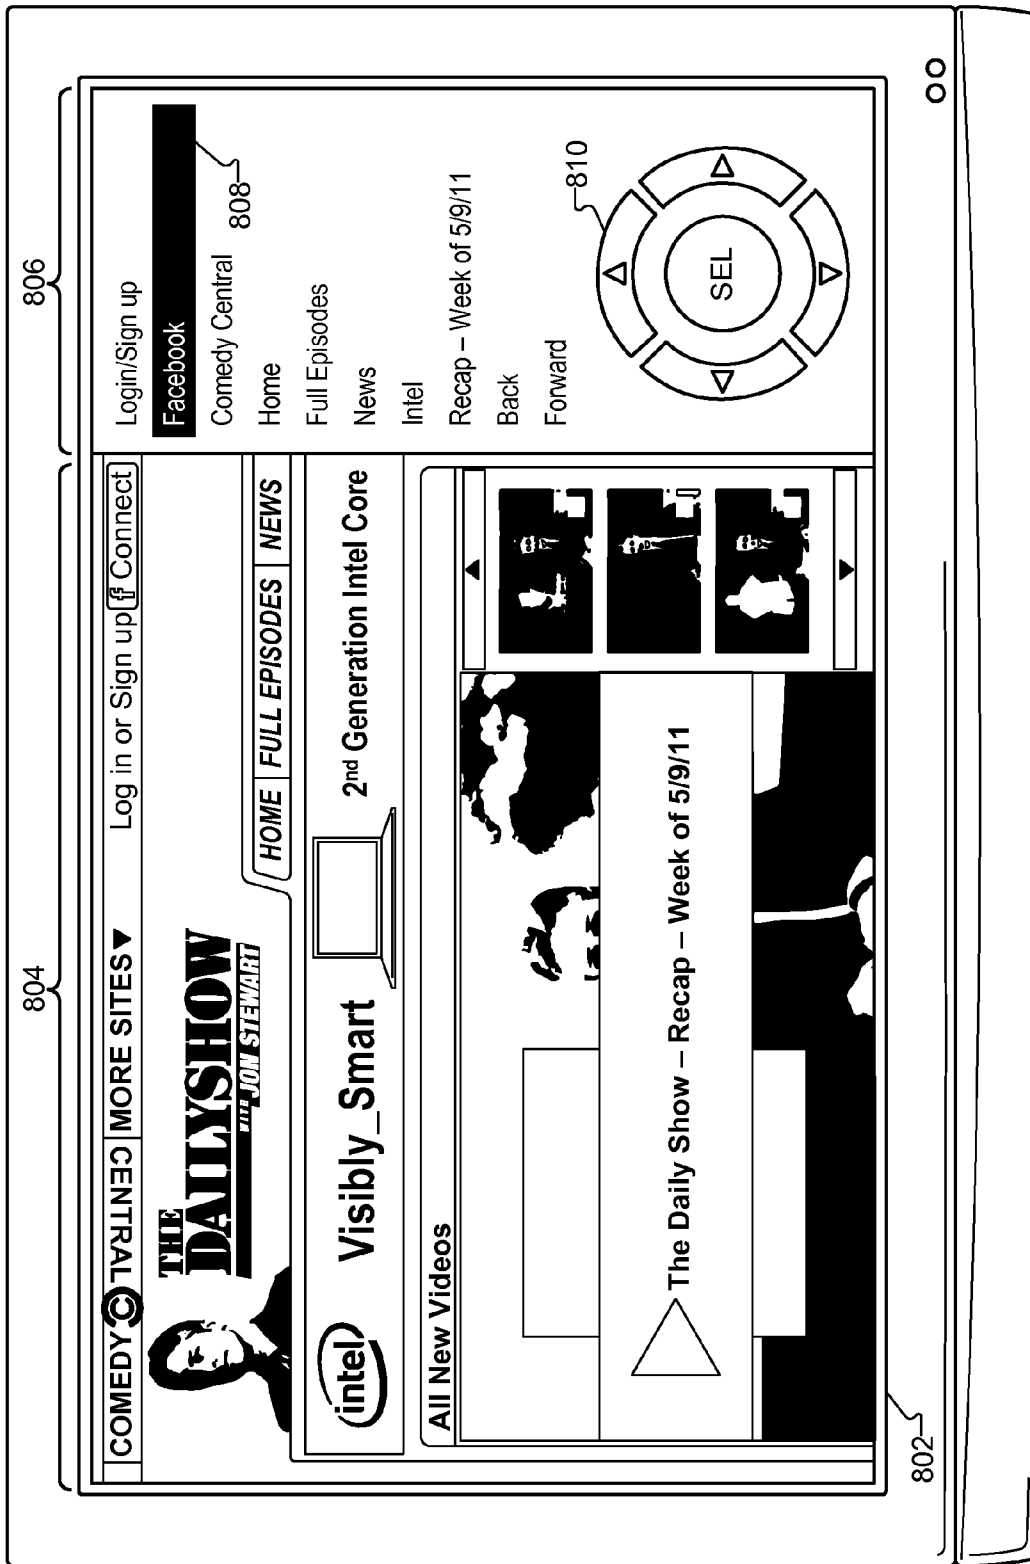 804
806
COMEDY C CENTRAL MORE SITES▼ Log in or Sign up f Connect
THE
DAILYSHOW
WITH JON STEWART
HOME FULL EPISODES NEWS
intel Visibly_Smart 2nd Generation Intel Core
All New Videos
The Daily Show – Recap – Week of 5/9/11
Login/Sign up
Facebook
808
Comedy Central
Home
Full Episodes
News
Intel
Recap – Week of 5/9/11
Back
Forward
810
SEL
802